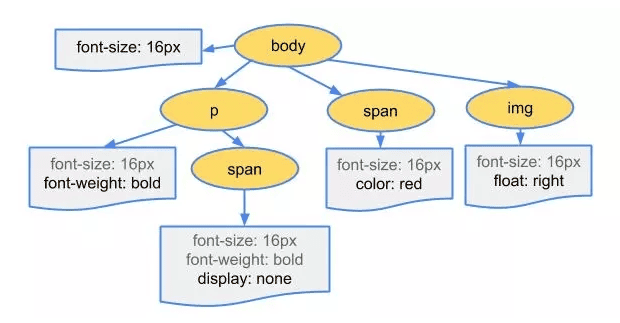 font-size: 16px
body
p
span
img
font-size: 16px
font-weight: bold
span
font-size: 16px
color: red
font-size: 16px
float: right
font-size: 16px
font-weight: bold
display: none